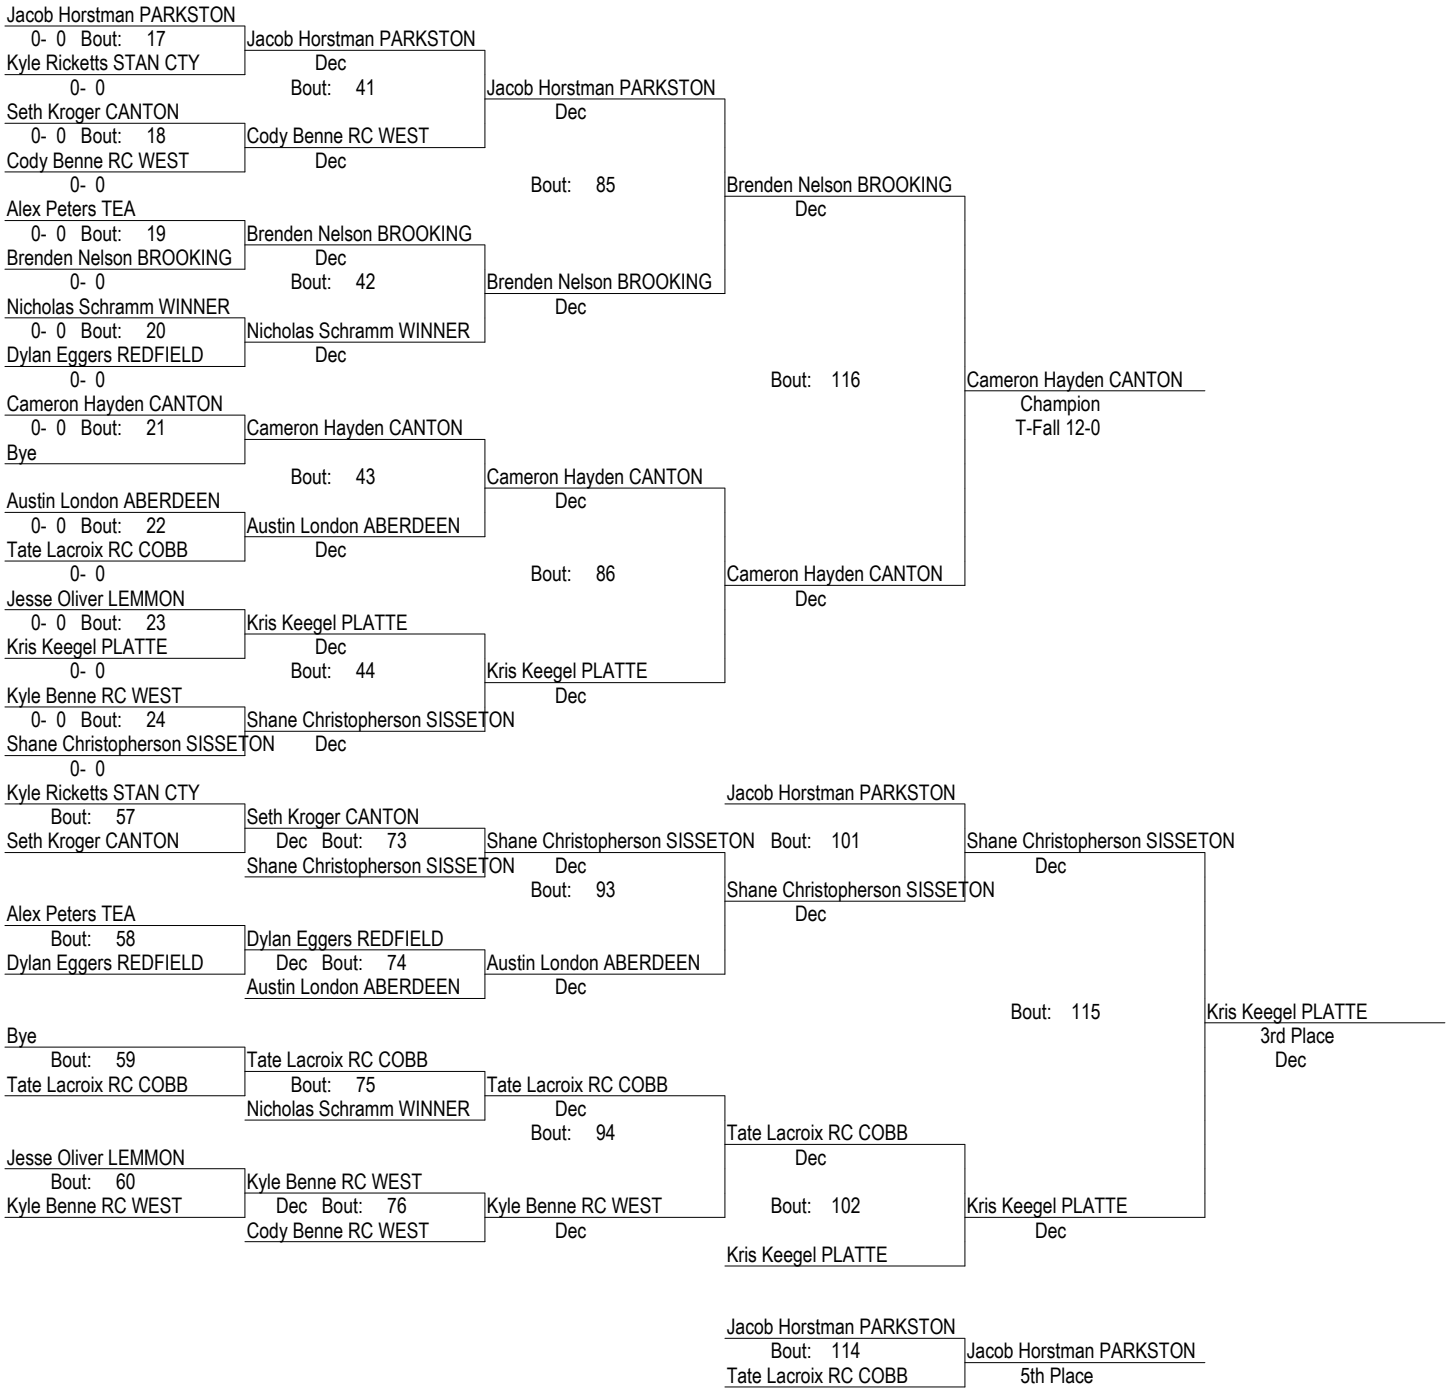 Jacob Horstman PARKSTON
0- 0 Bout: 17 Jacob Horstman PARKSTON
Kyle Ricketts STAN CTY Dec
0- 0 Bout: 41 Jacob Horstman PARKSTON
Seth Kroger CANTON Dec
0- 0 Bout: 18 Cody Benne RC WEST
Cody Benne RC WEST Dec
0- 0 Bout: 85 Brenden Nelson BROOKING
Alex Peters TEA Dec
0- 0 Bout: 19 Brenden Nelson BROOKING
Brenden Nelson BROOKING Dec
0- 0 Bout: 42 Brenden Nelson BROOKING
Nicholas Schramm WINNER Dec
0- 0 Bout: 20 Nicholas Schramm WINNER
Dylan Eggers REDFIELD Dec
0- 0 Bout: 116 Cameron Hayden CANTON
Cameron Hayden CANTON Champion
0- 0 Bout: 21 Cameron Hayden CANTON T-Fall 12-0
Bye
Bout: 43 Cameron Hayden CANTON
Austin London ABERDEEN Dec
0- 0 Bout: 22 Austin London ABERDEEN
Tate Lacroix RC COBB Dec
0- 0 Bout: 86 Cameron Hayden CANTON
Jesse Oliver LEMMON Dec
0- 0 Bout: 23 Kris Keegel PLATTE
Kris Keegel PLATTE Dec
0- 0 Bout: 44 Kris Keegel PLATTE
Kyle Benne RC WEST Dec
0- 0 Bout: 24 Shane Christopherson SISSETON
Shane Christopherson SISSETON Dec
0- 0
Kyle Ricketts STAN CTY Jacob Horstman PARKSTON
Bout: 57 Seth Kroger CANTON
Seth Kroger CANTON Dec Bout: 73 Shane Christopherson SISSETON Bout: 101 Shane Christopherson SISSETON
Shane Christopherson SISSETON Dec Dec
Bout: 93 Shane Christopherson SISSETON
Alex Peters TEA Dec
Bout: 58 Dylan Eggers REDFIELD
Dylan Eggers REDFIELD Dec Bout: 74 Austin London ABERDEEN
Austin London ABERDEEN Dec
Bout: 115 Kris Keegel PLATTE
Bye 3rd Place
Bout: 59 Tate Lacroix RC COBB Dec
Tate Lacroix RC COBB Bout: 75 Tate Lacroix RC COBB
Nicholas Schramm WINNER Dec
Bout: 94 Tate Lacroix RC COBB
Jesse Oliver LEMMON Dec
Bout: 60 Kyle Benne RC WEST
Kyle Benne RC WEST Dec Bout: 76 Kyle Benne RC WEST Bout: 102 Kris Keegel PLATTE
Cody Benne RC WEST Dec Dec
Kris Keegel PLATTE
Jacob Horstman PARKSTON
Bout: 114 Jacob Horstman PARKSTON
Tate Lacroix RC COBB 5th Place